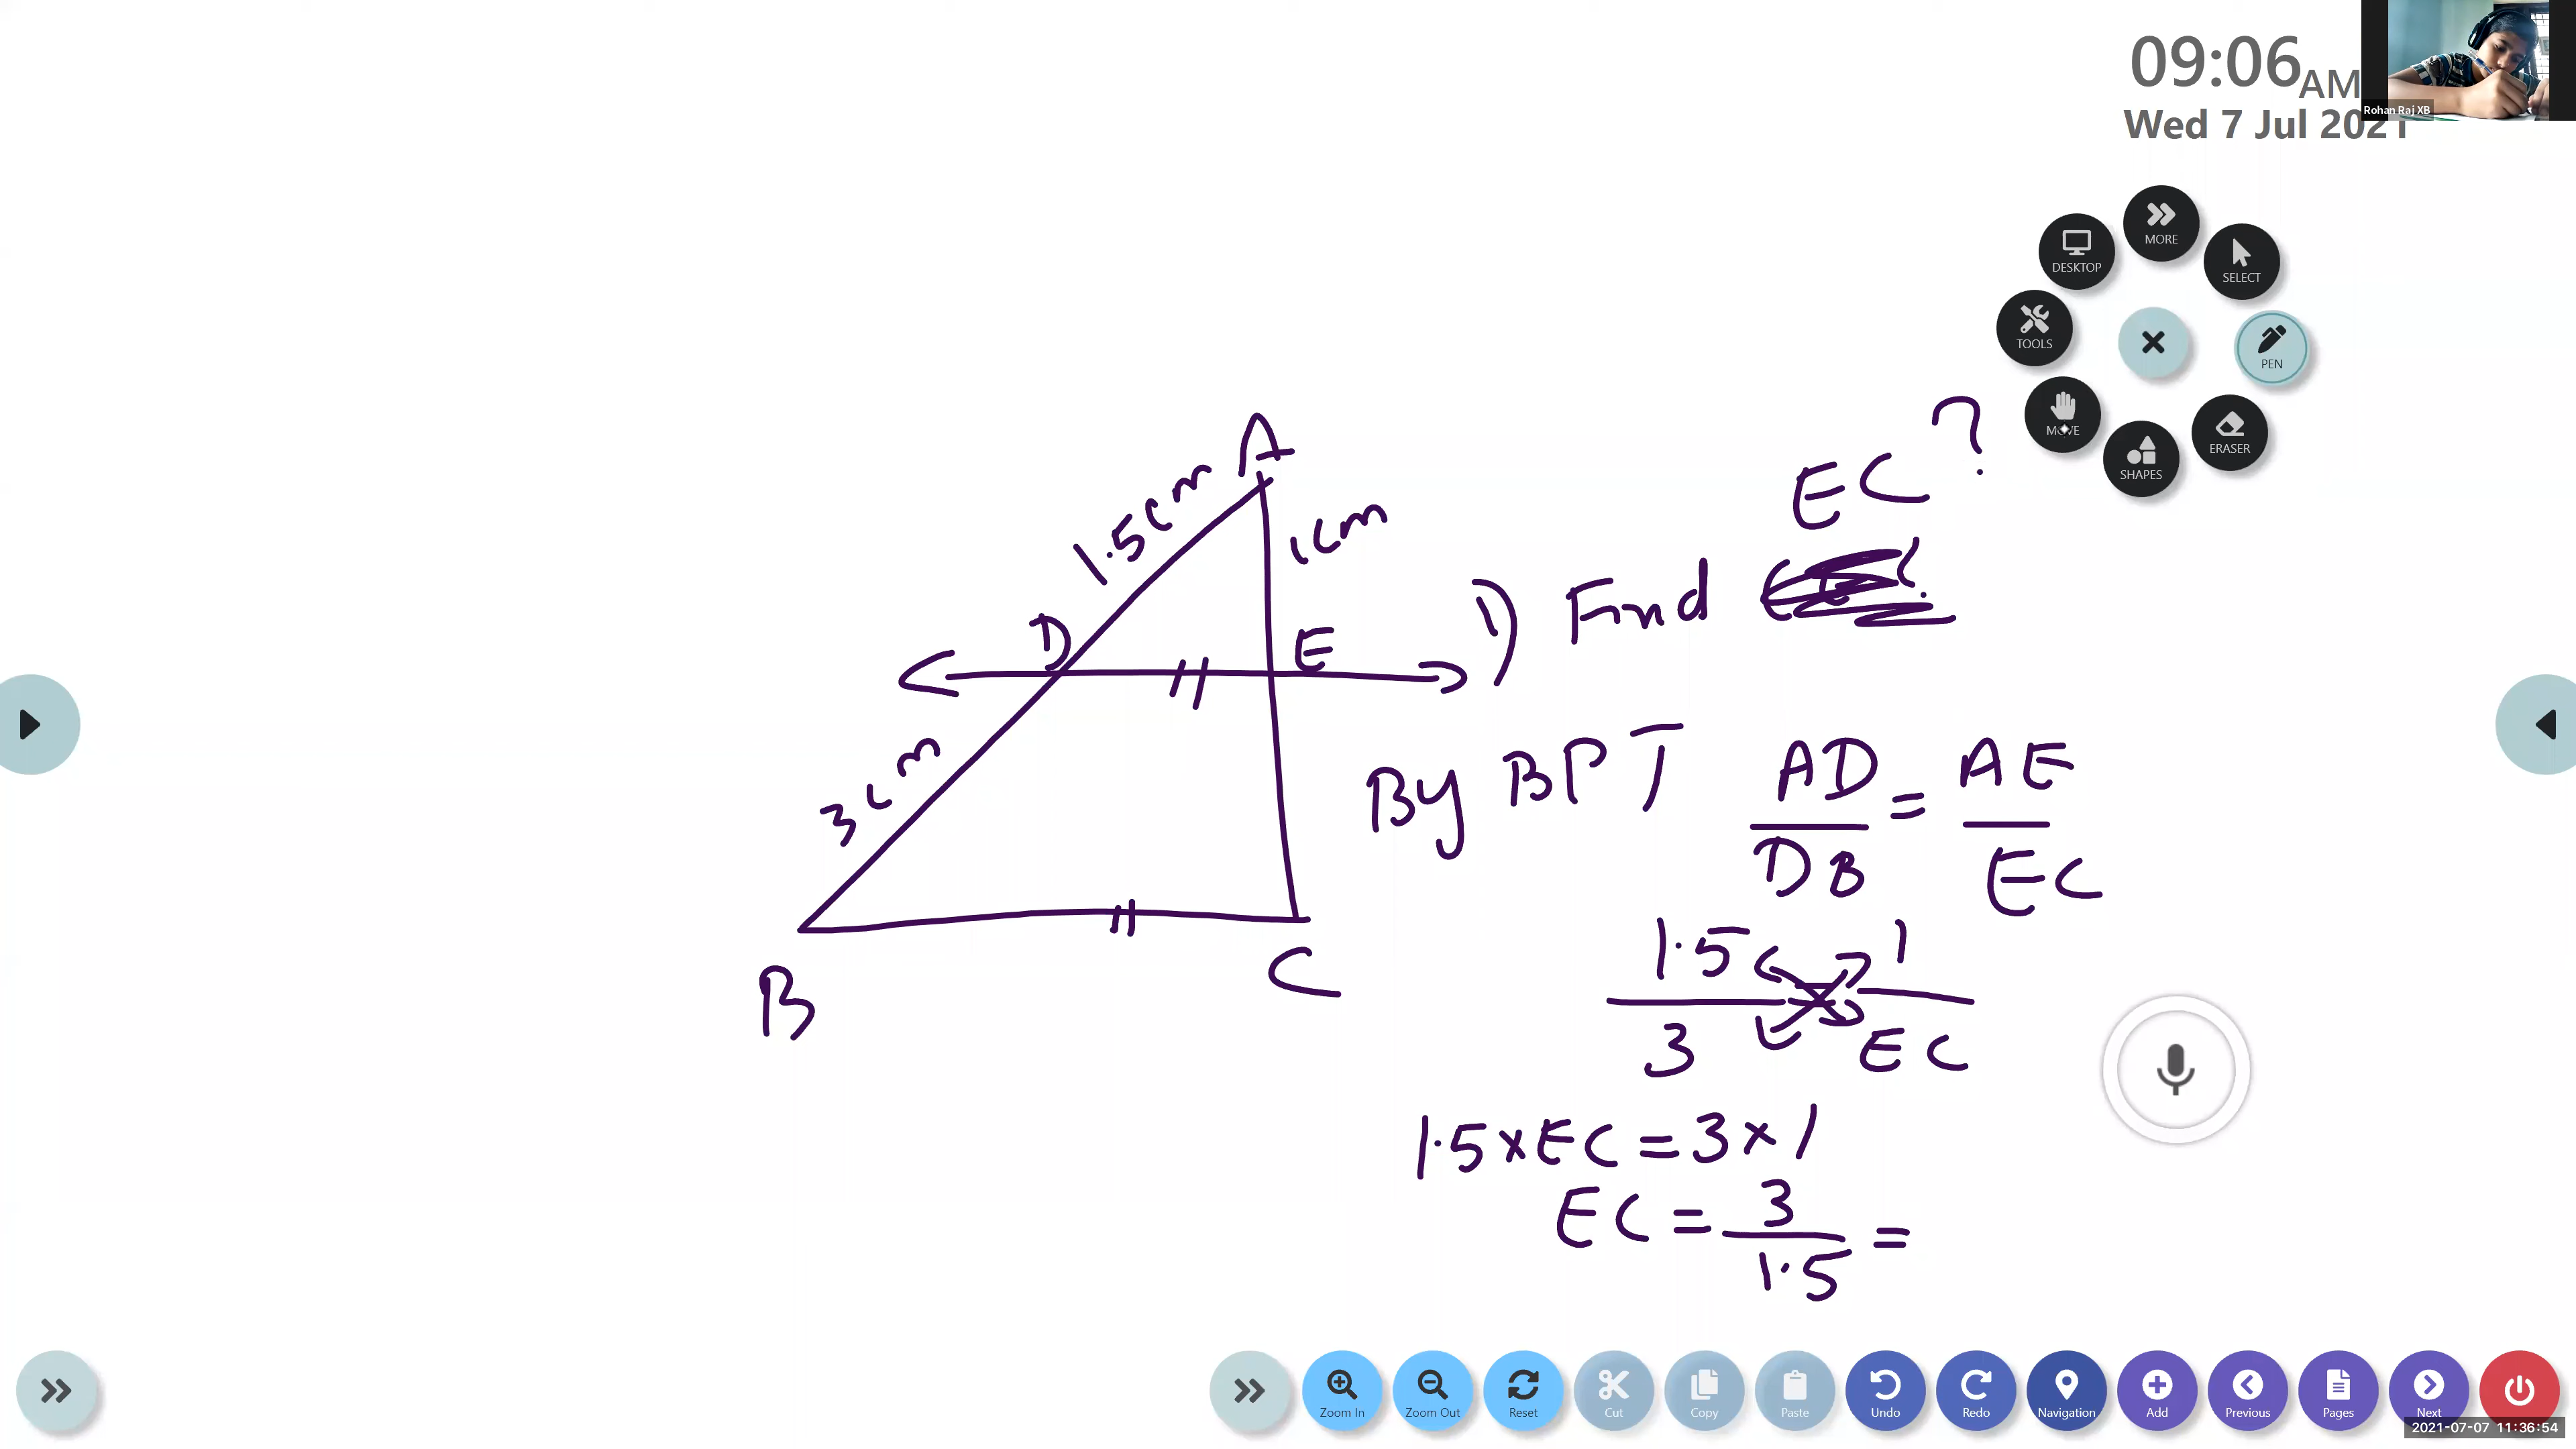 09:06 AM
Rohan Raj XB
Wed 7 Jul 2021
MORE
DESKTOP
SELECT
TOOLS
PEN
MOVE
ERASER
SHAPES
A
1.5cm
1cm
EC?
1) Find
D
E
3cm
By BPT AD/DB = AE/EC
B
C
1.5/3 = 1/EC
1.5×EC = 3×1
EC = 3/1.5 =
Zoom In
Zoom Out
Reset
Cut
Copy
Paste
Undo
Redo
Navigation
Add
Previous
Pages
Next
2021-07-07 11:36:54